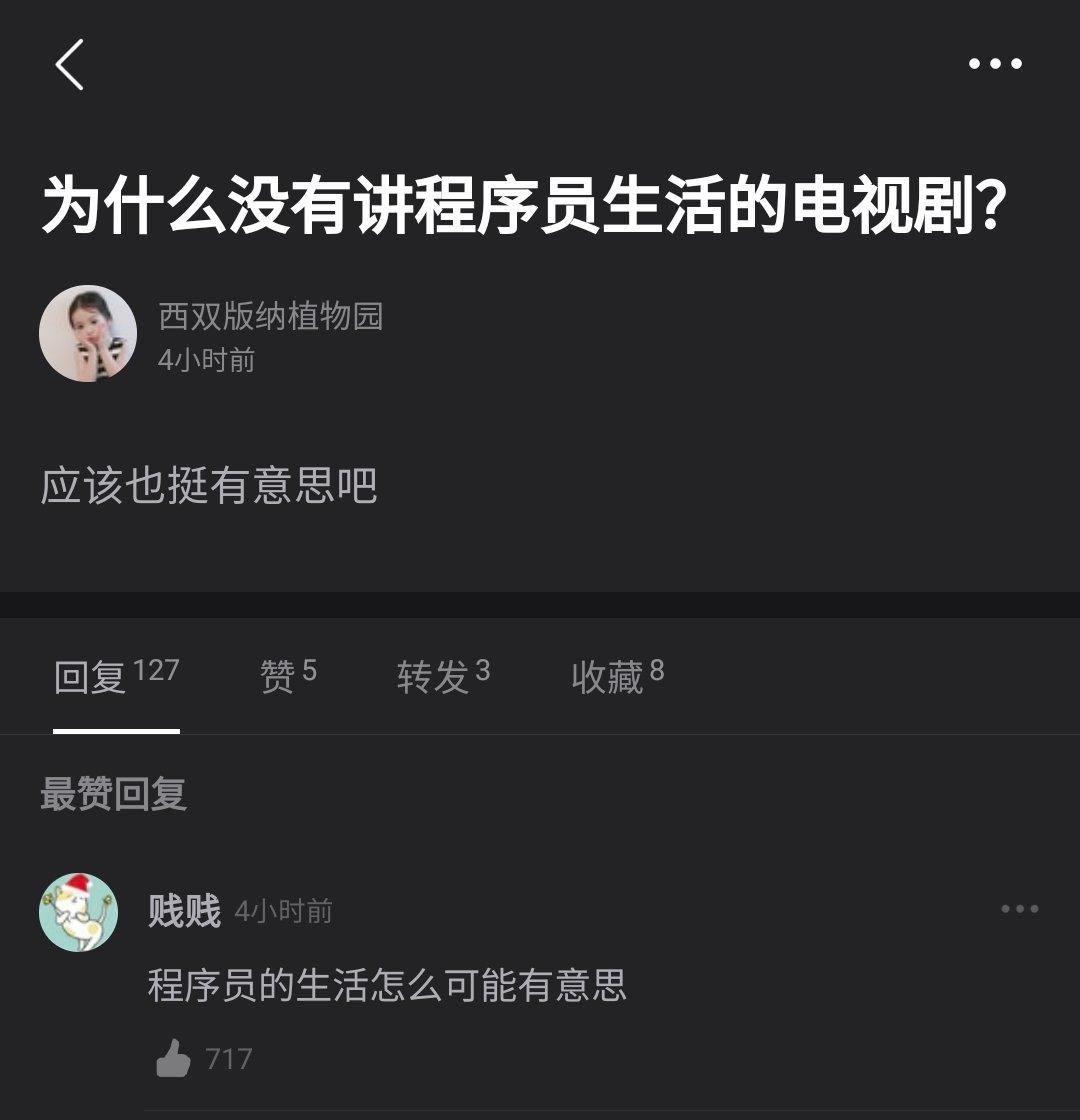 为什么没有讲程序员生活的电视剧？
西双版纳植物园
4小时前
应该也挺有意思吧
回复 127 赞 5 转发 3 收藏 8
最赞回复
贱贱 4小时前
程序员的生活怎么可能有意思
717